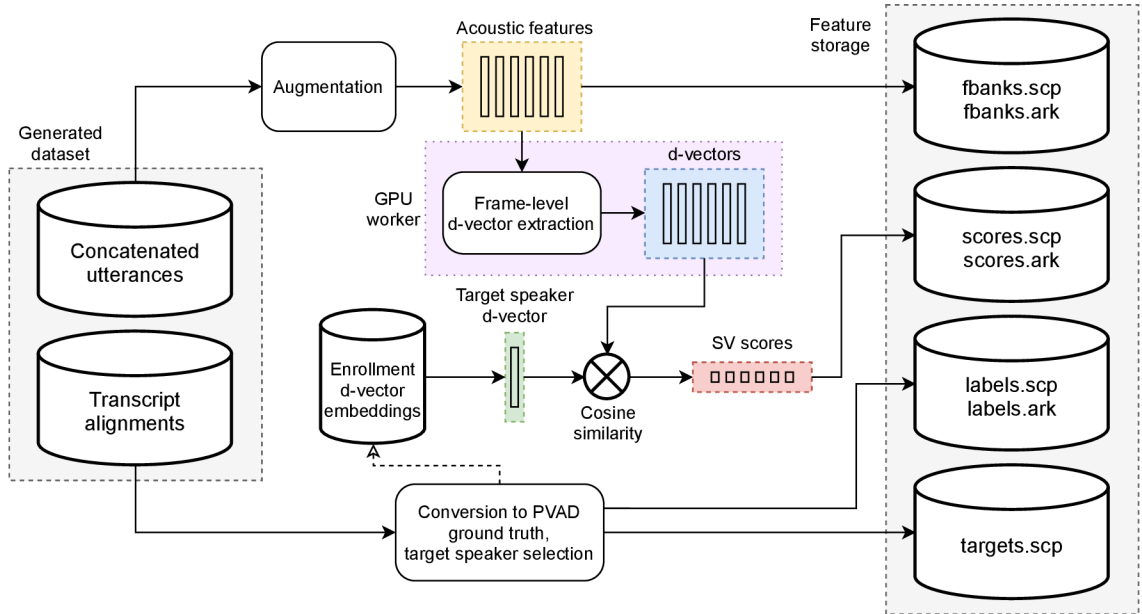 Acoustic features
Feature
storage
Augmentation
fbanks.scp
fbanks.ark
Generated
dataset
d-vectors
GPU
worker
Frame-level
d-vector extraction
Concatenated
utterances
scores.scp
scores.ark
Target speaker
d-vector
SV scores
Enrollment
d-vector
embeddings
Cosine
similarity
Transcript
alignments
labels.scp
labels.ark
Conversion to PVAD
ground truth,
target speaker selection
targets.scp